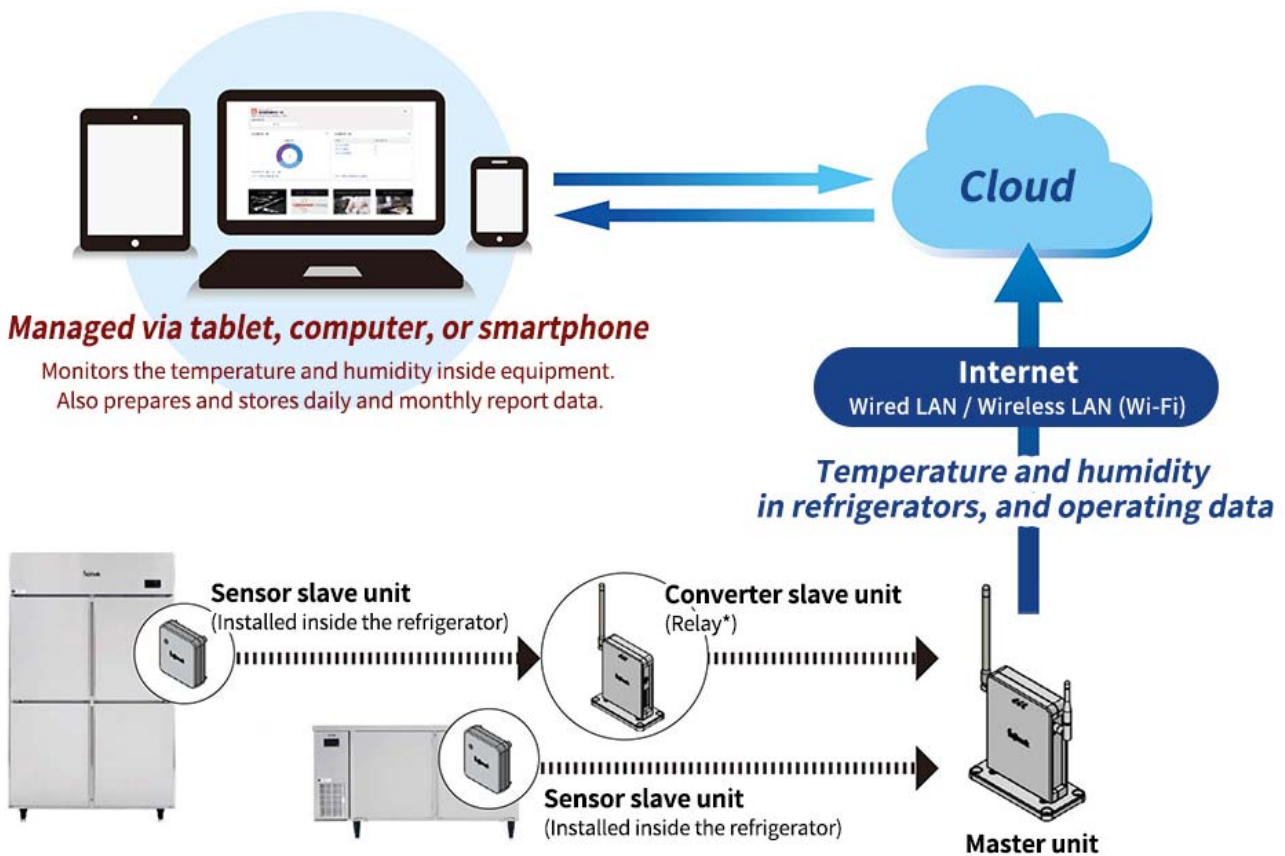 Cloud
Managed via tablet, computer, or smartphone
Monitors the temperature and humidity inside equipment.
Also prepares and stores daily and monthly report data.
Internet
Wired LAN / Wireless LAN (Wi-Fi)
Temperature and humidity
in refrigerators, and operating data
Sensor slave unit
(Installed inside the refrigerator)
Converter slave unit
(Relay*)
Sensor slave unit
(Installed inside the refrigerator)
Master unit